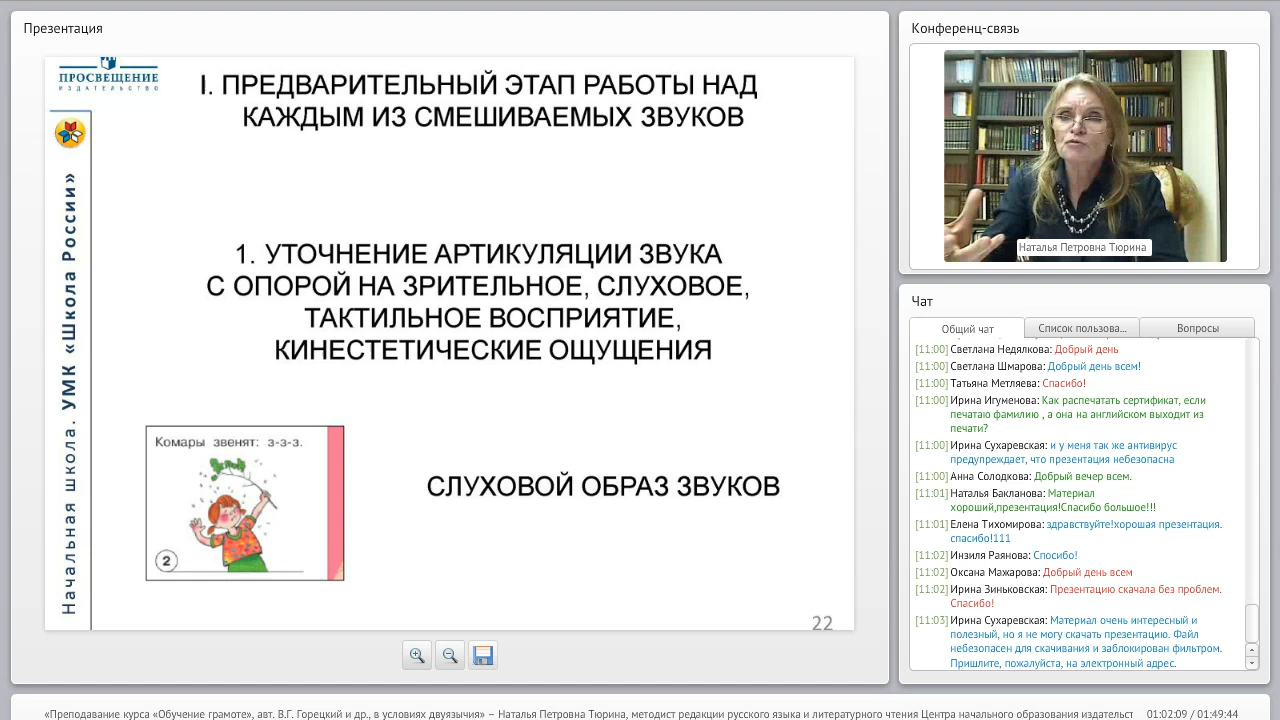 Презентация
ПРОСВЕЩЕНИЕ
ИЗДАТЕЛЬСТВО
Начальная школа. УМК «Школа России»
I. ПРЕДВАРИТЕЛЬНЫЙ ЭТАП РАБОТЫ НАД
КАЖДЫМ ИЗ СМЕШИВАЕМЫХ ЗВУКОВ
1. УТОЧНЕНИЕ АРТИКУЛЯЦИИ ЗВУКА
С ОПОРОЙ НА ЗРИТЕЛЬНОЕ, СЛУХОВОЕ,
ТАКТИЛЬНОЕ ВОСПРИЯТИЕ,
КИНЕСТЕТИЧЕСКИЕ ОЩУЩЕНИЯ
Комары звенят: з-з-з.
2
СЛУХОВОЙ ОБРАЗ ЗВУКОВ
22
Конференц-связь
Наталья Петровна Тюрина
Чат
Общий чат
Список пользова...
Вопросы
[11:00] Светлана Недялкова: Добрый день
[11:00] Светлана Шмарова: Добрый день всем!
[11:00] Татьяна Метляева: Спасибо!
[11:00] Ирина Игуменова: Как распечатать сертификат, если
печатаю фамилию , а она на английском выходит из
печати?
[11:00] Ирина Сухаревская: и у меня так же антивирус
предупреждает, что презентация небезопасна
[11:00] Анна Солодкова: Добрый вечер всем.
[11:01] Наталья Бакланова: Материал
хороший,презентация!Спасибо большое!!!
[11:01] Елена Тихомирова: здравствуйте!хорошая презентация.
спасибо!111
[11:02] Инзиля Раянова: Спосибо!
[11:02] Оксана Мажарова: Добрый день всем
[11:02] Ирина Зиньковская: Презентацию скачала без проблем.
Спасибо!
[11:03] Ирина Сухаревская: Материал очень интересный и
полезный, но я не могу скачать презентацию. Файл
небезопасен для скачивания и заблокирован фильтром.
Пришлите, пожалуйста, на электронный адрес.
«Преподавание курса «Обучение грамоте», авт. В.Г. Горецкий и др., в условиях двуязычия» – Наталья Петровна Тюрина, методист редакции русского языка и литературного чтения Центра начального образования издательст
01:02:09 / 01:49:44